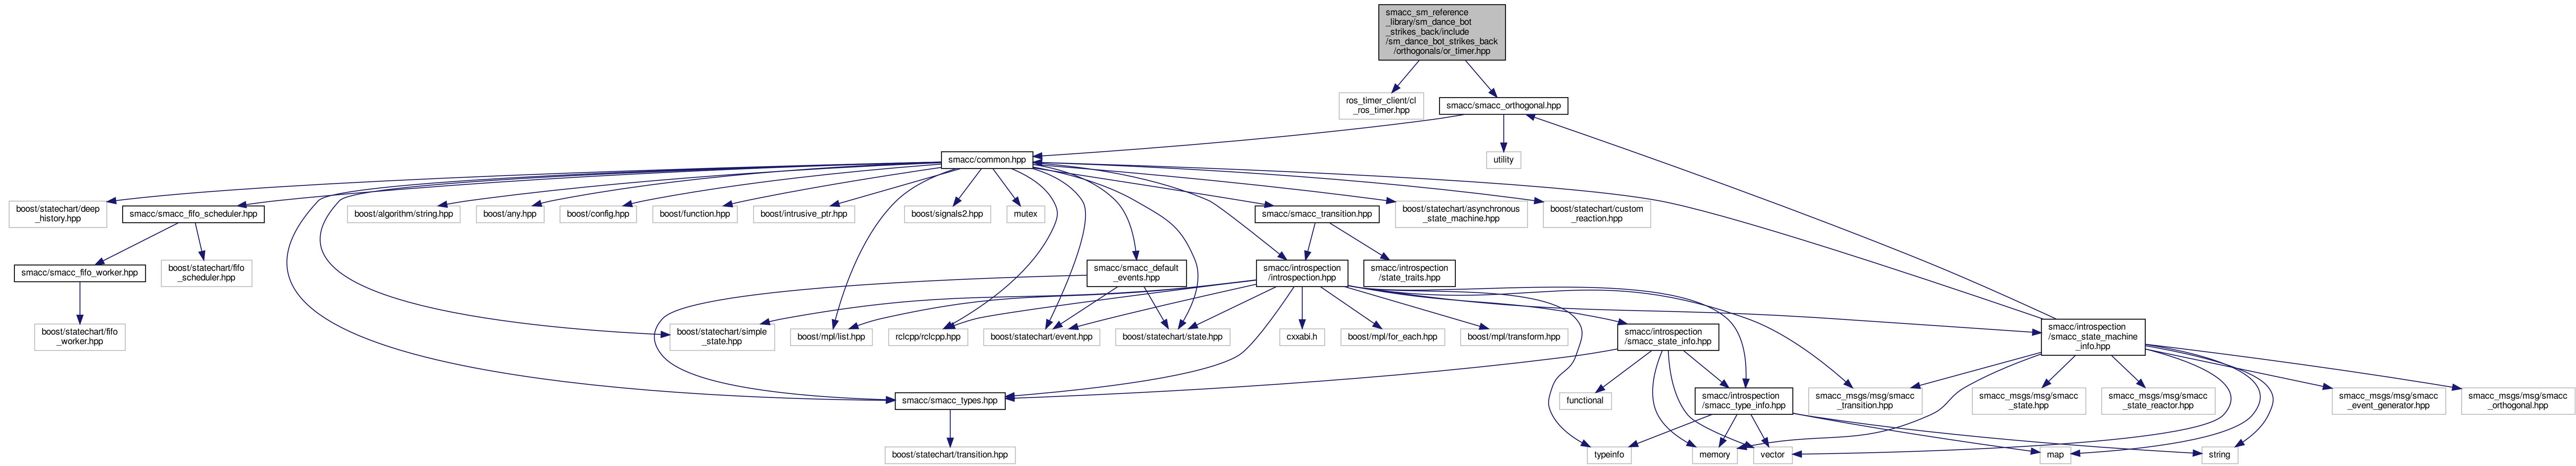 smacc_sm_reference
_library/sm_dance_bot
_strikes_back/include
/sm_dance_bot_strikes_back
/orthogonals/or_timer.hpp
ros_timer_client/cl
_ros_timer.hpp
smacc/smacc_orthogonal.hpp
smacc/common.hpp
utility
boost/statechart/deep
_history.hpp
smacc/smacc_fifo_scheduler.hpp
boost/algorithm/string.hpp
boost/any.hpp
boost/config.hpp
boost/function.hpp
boost/intrusive_ptr.hpp
boost/signals2.hpp
mutex
smacc/smacc_transition.hpp
boost/statechart/asynchronous
_state_machine.hpp
boost/statechart/custom
_reaction.hpp
smacc/smacc_fifo_worker.hpp
boost/statechart/fifo
_scheduler.hpp
smacc/smacc_default
_events.hpp
smacc/introspection
/introspection.hpp
smacc/introspection
/state_traits.hpp
boost/statechart/fifo
_worker.hpp
boost/statechart/simple
_state.hpp
boost/mpl/list.hpp
rclcpp/rclcpp.hpp
boost/statechart/event.hpp
boost/statechart/state.hpp
cxxabi.h
boost/mpl/for_each.hpp
boost/mpl/transform.hpp
smacc/introspection
/smacc_state_info.hpp
smacc/introspection
/smacc_state_machine
_info.hpp
smacc/smacc_types.hpp
functional
smacc/introspection
/smacc_type_info.hpp
smacc_msgs/msg/smacc
_transition.hpp
smacc_msgs/msg/smacc
_state.hpp
smacc_msgs/msg/smacc
_state_reactor.hpp
smacc_msgs/msg/smacc
_event_generator.hpp
smacc_msgs/msg/smacc
_orthogonal.hpp
boost/statechart/transition.hpp
typeinfo
memory
vector
map
string